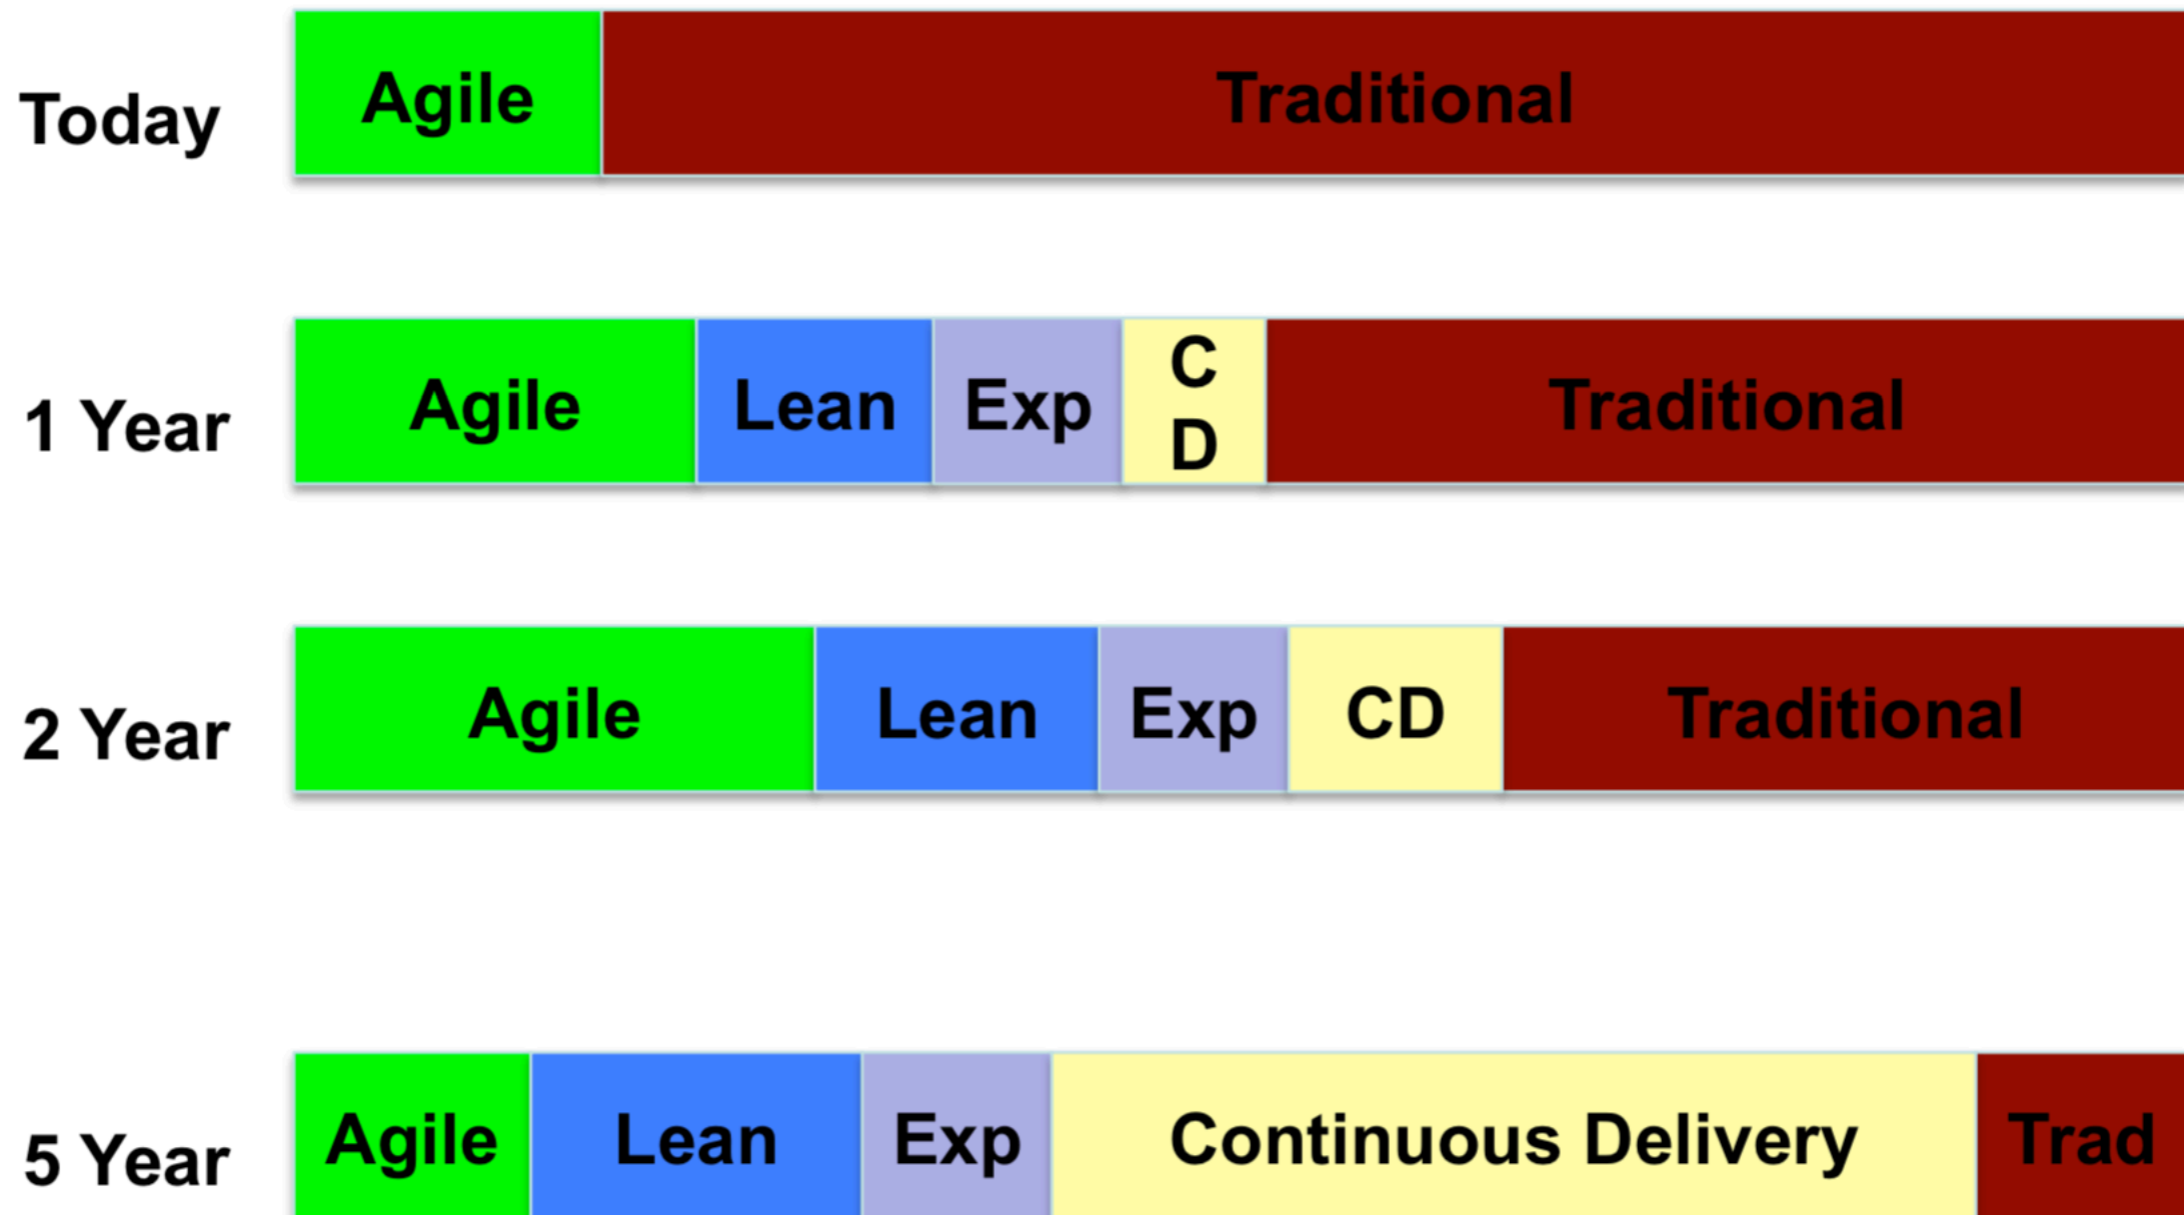 Today Agile Traditional
1 Year Agile Lean Exp C D Traditional
2 Year Agile Lean Exp CD Traditional
5 Year Agile Lean Exp Continuous Delivery Trad